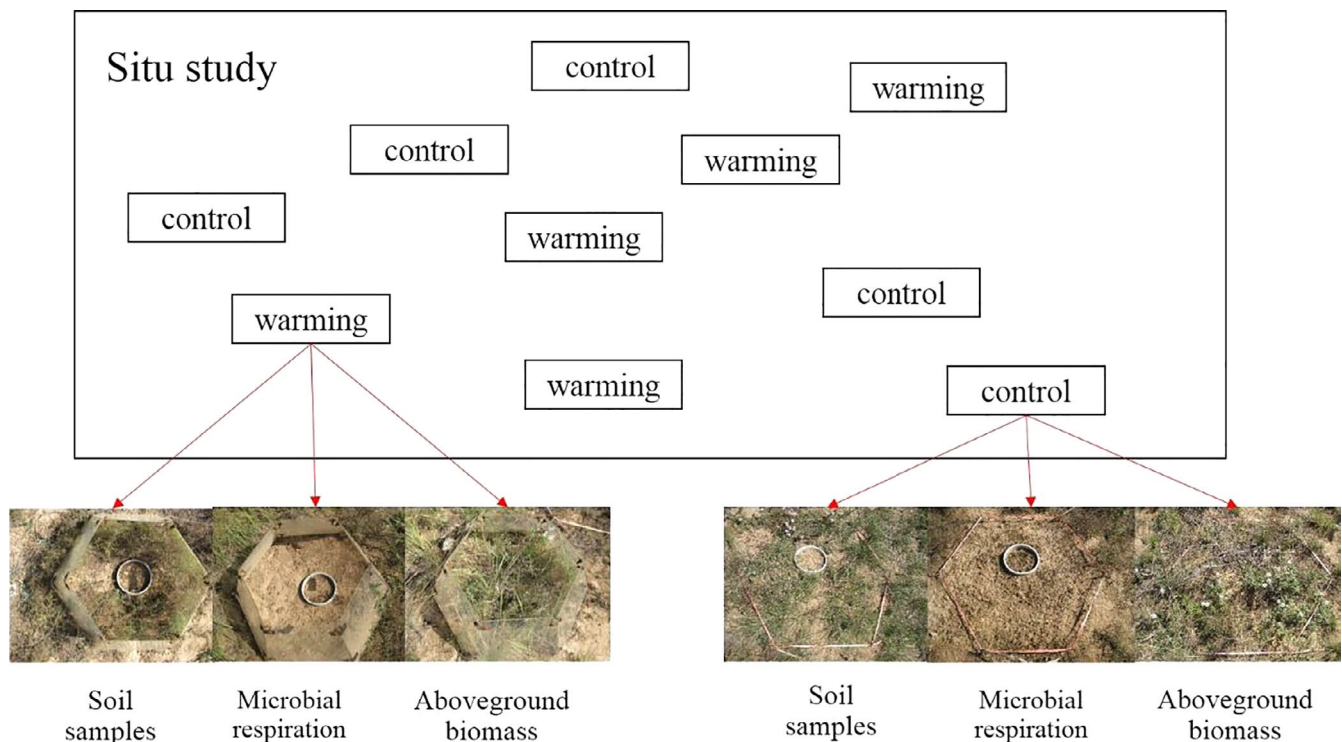 Situ study
control
warming
control
warming
control
warming
control
warming
warming
control
Soil
samples
Microbial
respiration
Aboveground
biomass
Soil
samples
Microbial
respiration
Aboveground
biomass